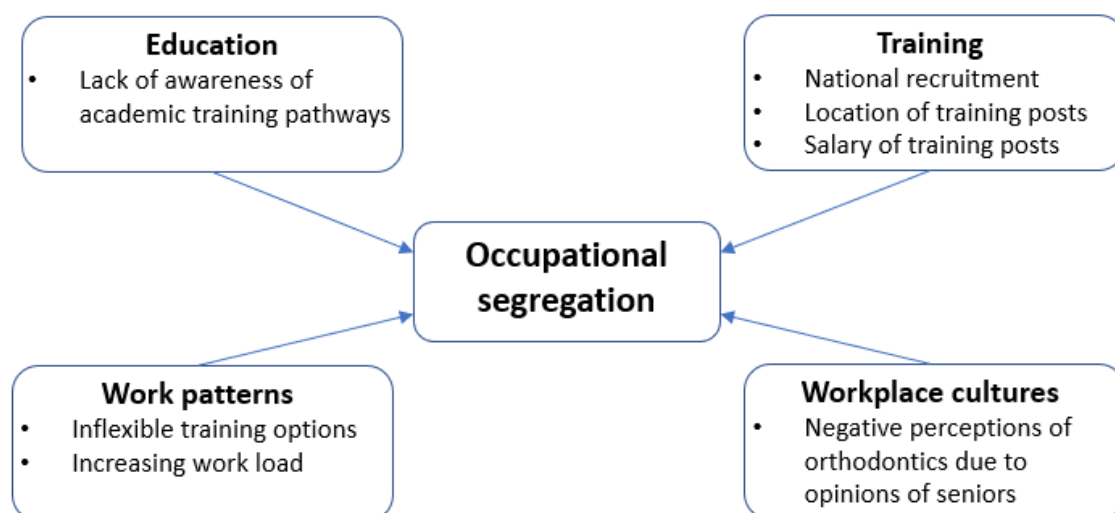 Education
• Lack of awareness of
academic training pathways
Training
• National recruitment
• Location of training posts
• Salary of training posts
Occupational
segregation
Work patterns
• Inflexible training options
• Increasing work load
Workplace cultures
• Negative perceptions of
orthodontics due to
opinions of seniors